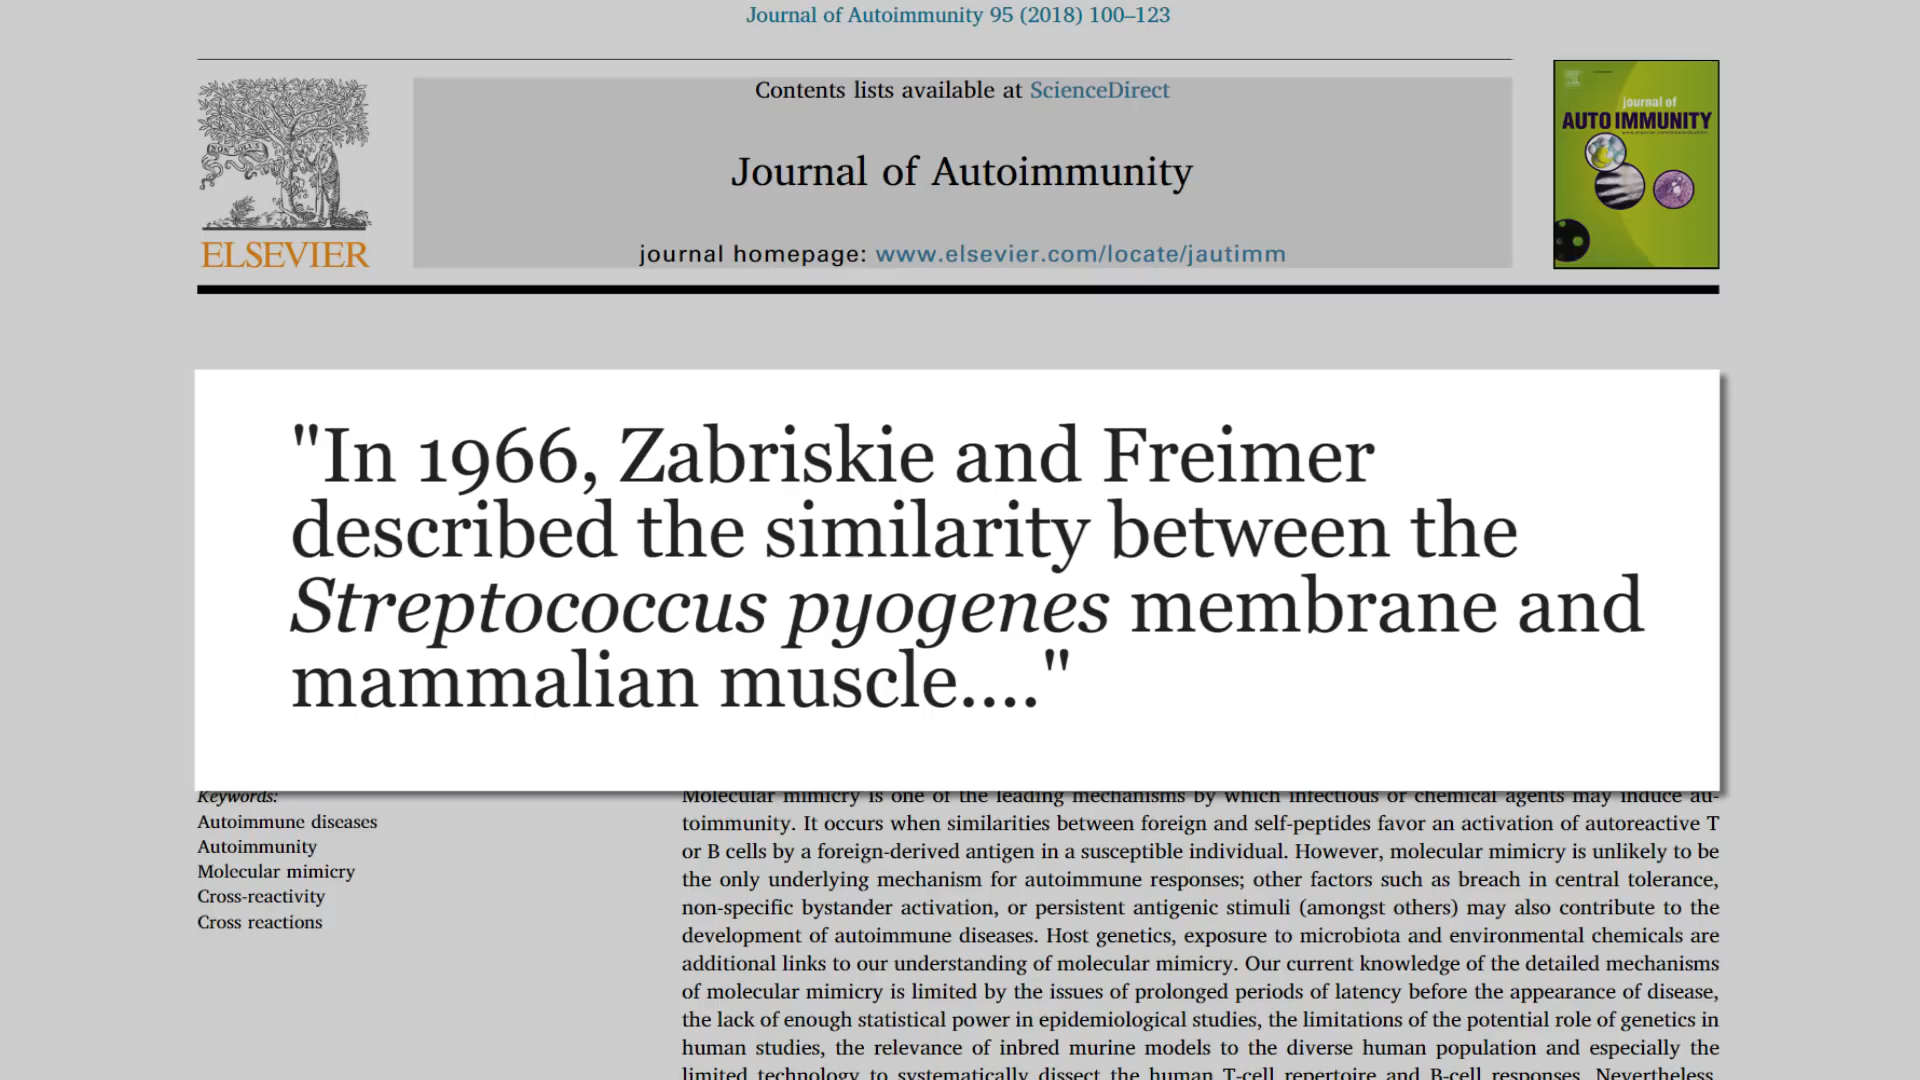 Journal of Autoimmunity 95 (2018) 100–123
Contents lists available at ScienceDirect
Journal of Autoimmunity
journal homepage: www.elsevier.com/locate/jautimm
NON SOLUS
ELSEVIER
journal of
AUTOIMMUNITY
"In 1966, Zabriskie and Freimer
described the similarity between the
Streptococcus pyogenes membrane and
mammalian muscle...."
Keywords:
Autoimmune diseases
Autoimmunity
Molecular mimicry
Cross-reactivity
Cross reactions
Molecular mimicry is one of the leading mechanisms by which infectious or chemical agents may induce au-
toimmunity. It occurs when similarities between foreign and self-peptides favor an activation of autoreactive T
or B cells by a foreign-derived antigen in a susceptible individual. However, molecular mimicry is unlikely to be
the only underlying mechanism for autoimmune responses; other factors such as breach in central tolerance,
non-specific bystander activation, or persistent antigenic stimuli (amongst others) may also contribute to the
development of autoimmune diseases. Host genetics, exposure to microbiota and environmental chemicals are
additional links to our understanding of molecular mimicry. Our current knowledge of the detailed mechanisms
of molecular mimicry is limited by the issues of prolonged periods of latency before the appearance of disease,
the lack of enough statistical power in epidemiological studies, the limitations of the potential role of genetics in
human studies, the relevance of inbred murine models to the diverse human population and especially the
limited technology to systematically dissect the human T-cell repertoire and B-cell responses. Nevertheless,